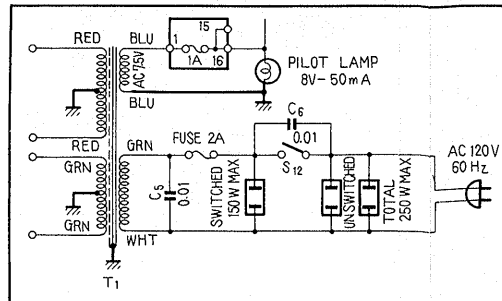 RED
BLU
1
15
16
1A
AC 7.5V
BLU
PILOT LAMP
8V-50mA
RED
GRN
GRN
GRN
WHT
C5
0.01
FUSE 2A
C6
0.01
S12
SWITCHED
150W MAX
UNSWITCHED
TOTAL
250W MAX
AC 120V
60 Hz
T1